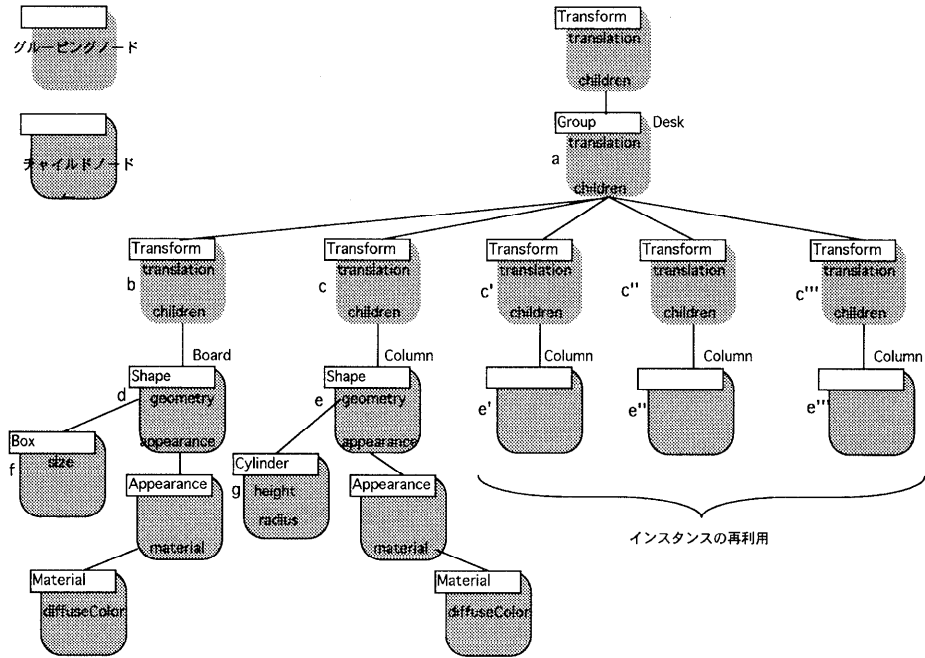 グルーピングノード
チャイルドノード
Transform
translation
children
Group
Desk
translation
a
children
Transform
translation
b
children
Transform
translation
c
children
Transform
translation
c'
children
Transform
translation
c''
children
Transform
translation
c'''
children
Board
Shape
d
geometry
appearance
Column
Shape
e
geometry
appearance
Column
e'
Column
e''
Column
e'''
Box
f
size
Appearance
material
Cylinder
g
height
radius
Appearance
material
Material
diffuseColor
Material
diffuseColor
インスタンスの再利用